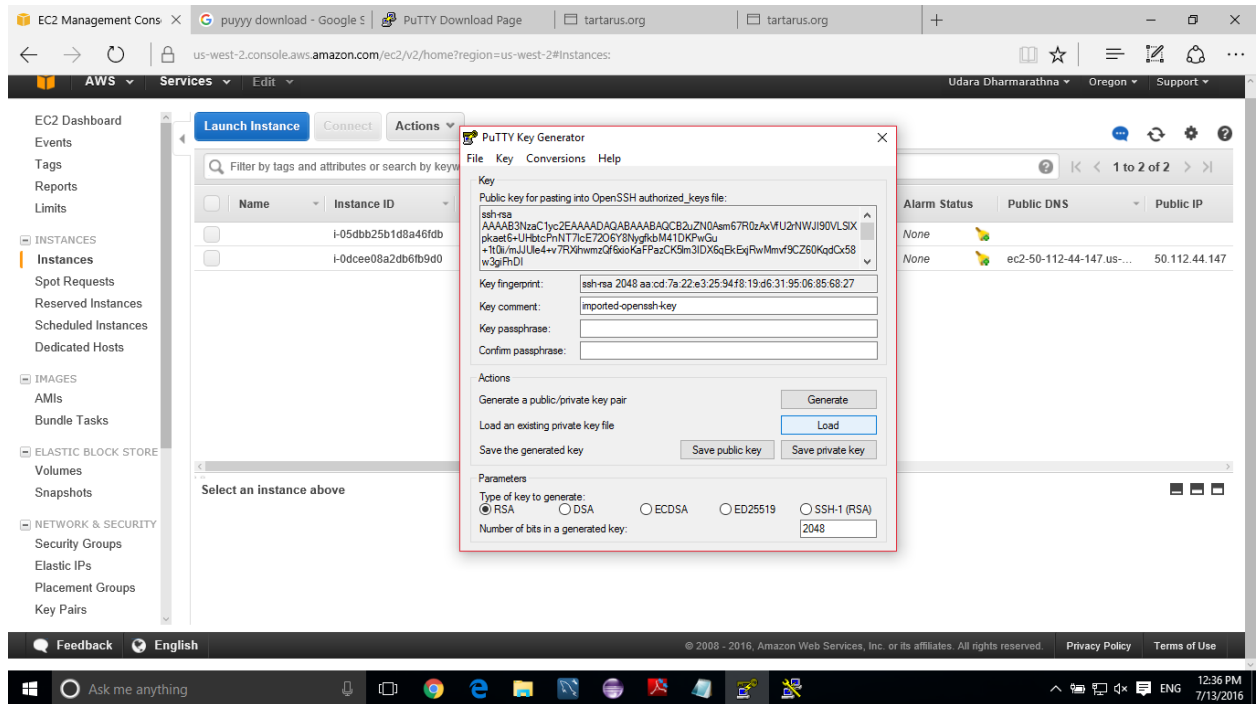 EC2 Management Cons
puyyy download - Google S
PuTTY Download Page
tartarus.org
tartarus.org
us-west-2.console.aws.amazon.com/ec2/v2/home?region=us-west-2#Instances:
AWS
Services
Edit
Udara Dharmarathna
Oregon
Support
EC2 Dashboard
Events
Tags
Reports
Limits
INSTANCES
Instances
Spot Requests
Reserved Instances
Scheduled Instances
Dedicated Hosts
IMAGES
AMIs
Bundle Tasks
ELASTIC BLOCK STORE
Volumes
Snapshots
NETWORK & SECURITY
Security Groups
Elastic IPs
Placement Groups
Key Pairs
Launch Instance
Connect
Actions
Filter by tags and attributes or search by keyw
1 to 2 of 2
Name
Instance ID
Alarm Status
Public DNS
Public IP
i-05dbb25b1d8a46fdb
None
i-0dcee08a2db6fb9d0
None
ec2-50-112-44-147.us-...
50.112.44.147
Select an instance above
PuTTY Key Generator
File Key Conversions Help
Key
Public key for pasting into OpenSSH authorized_keys file:
ssh-rsa
Key fingerprint:
ssh-rsa 2048 aa:cd:7a:22:e3:25:94:f8:19:d6:31:95:06:85:68:27
Key comment:
imported-openssh-key
Key passphrase:
Confirm passphrase:
Actions
Generate a public/private key pair
Generate
Load an existing private key file
Load
Save the generated key
Save public key
Save private key
Parameters
Type of key to generate:
RSA
DSA
ECDSA
ED25519
SSH-1 (RSA)
Number of bits in a generated key:
2048
Feedback
English
© 2008 - 2016, Amazon Web Services, Inc. or its affiliates. All rights reserved.
Privacy Policy
Terms of Use
Ask me anything
ENG
12:36 PM
7/13/2016